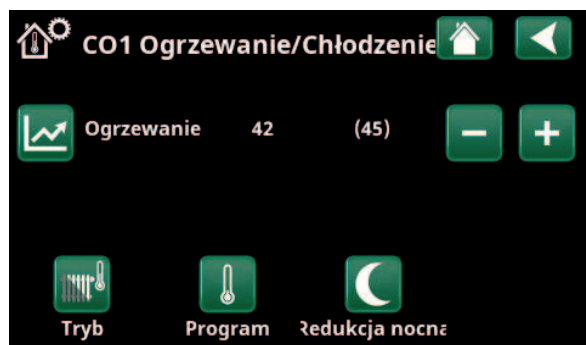 CO1 Ogrzewanie/Chłodzenie
Ogrzewanie 42 (45)
Tryb Program Redukcja nocna